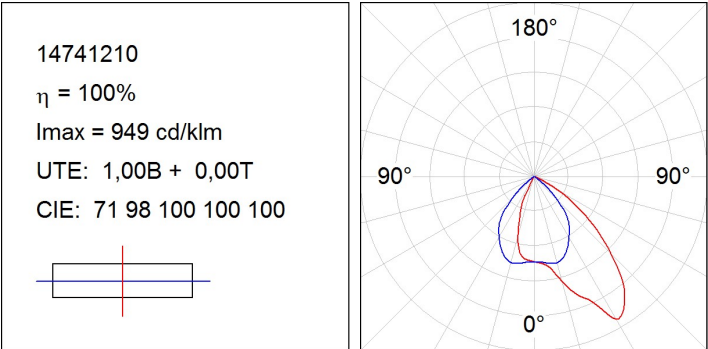 14741210
η = 100%
Imax = 949 cd/klm
UTE: 1,00B + 0,00T
CIE: 71 98 100 100 100
180°
90° 90°
0°